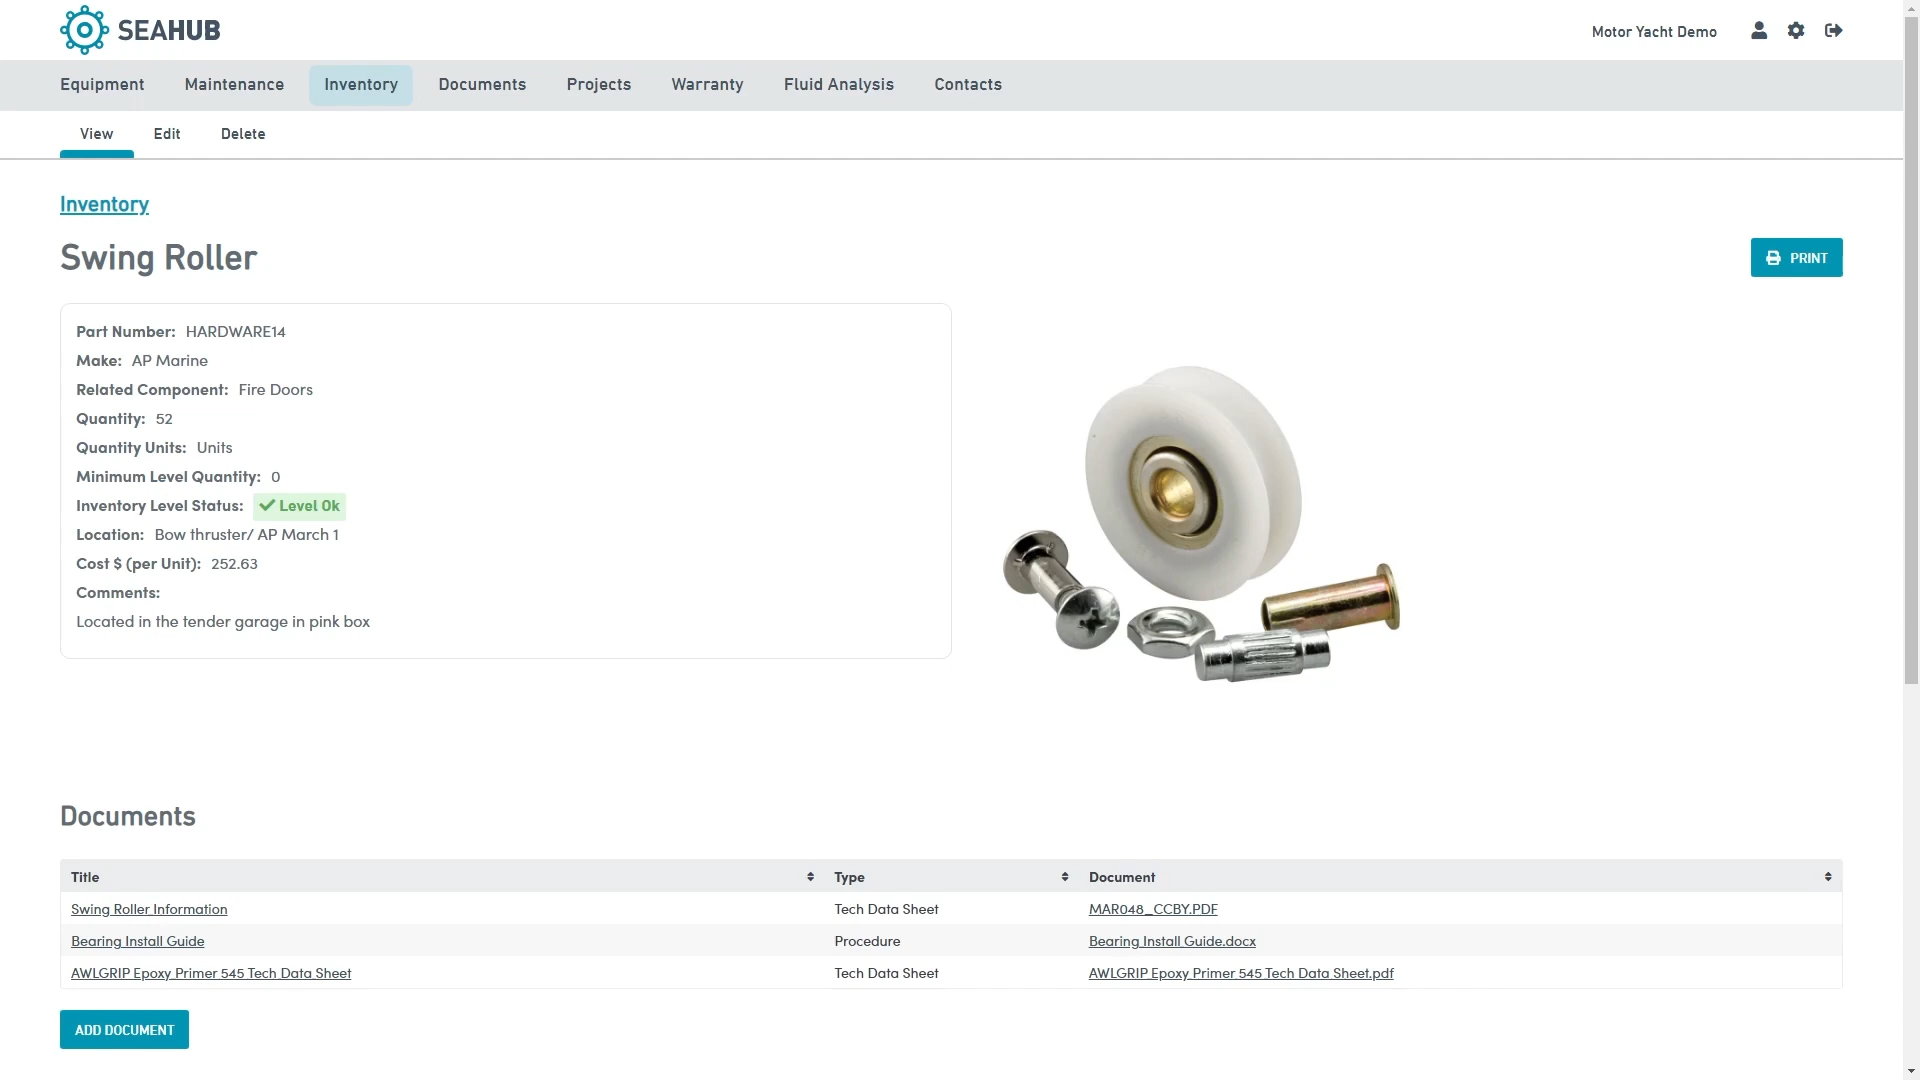 SEAHUB
Motor Yacht Demo
Equipment Maintenance Inventory Documents Projects Warranty Fluid Analysis Contacts
View Edit Delete
Inventory
Swing Roller
PRINT
Part Number: HARDWARE14
Make: AP Marine
Related Component: Fire Doors
Quantity: 52
Quantity Units: Units
Minimum Level Quantity: 0
Inventory Level Status: Level Ok
Location: Bow thruster/ AP March 1
Cost $ (per Unit): 252.63
Comments:
Located in the tender garage in pink box
Documents
Title Type Document
Swing Roller Information Tech Data Sheet MAR048_CCBY.PDF
Bearing Install Guide Procedure Bearing Install Guide.docx
AWLGRIP Epoxy Primer 545 Tech Data Sheet Tech Data Sheet AWLGRIP Epoxy Primer 545 Tech Data Sheet.pdf
ADD DOCUMENT